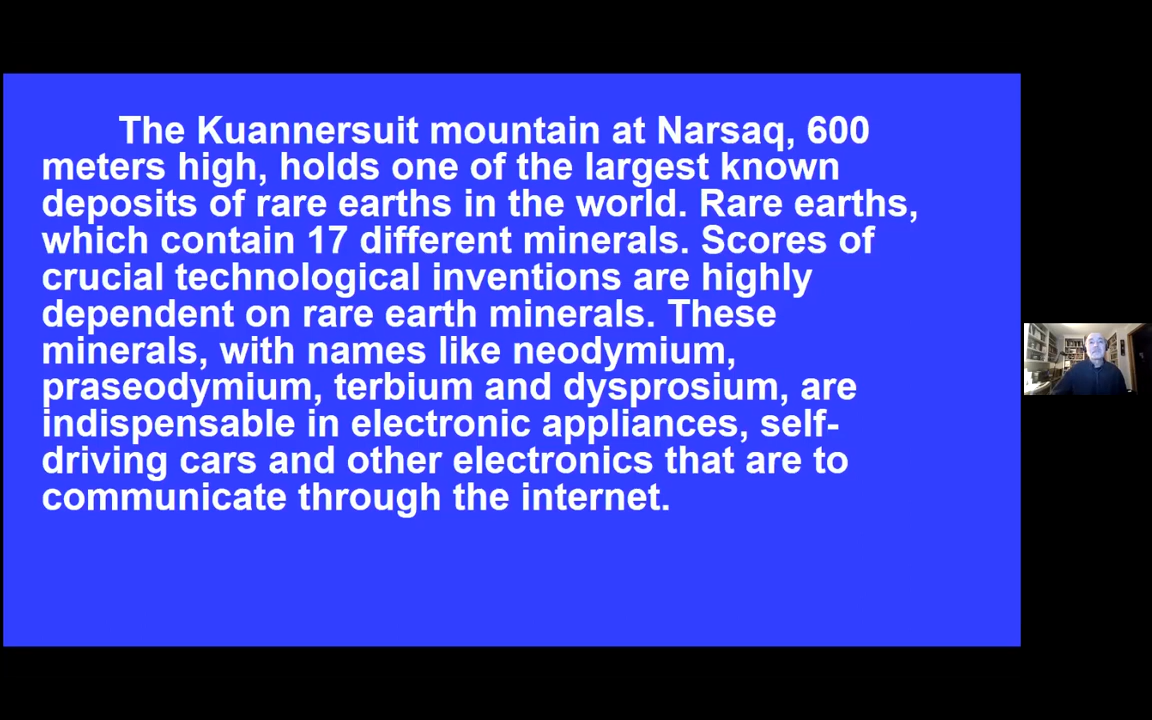 The Kuannersuit mountain at Narsaq, 600
meters high, holds one of the largest known
deposits of rare earths in the world. Rare earths,
which contain 17 different minerals. Scores of
crucial technological inventions are highly
dependent on rare earth minerals. These
minerals, with names like neodymium,
praseodymium, terbium and dysprosium, are
indispensable in electronic appliances, self-
driving cars and other electronics that are to
communicate through the internet.